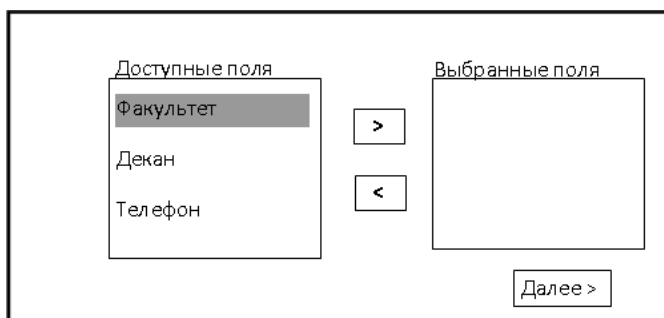 Доступные поля
Выбранные поля
Факультет
>
Декан
<
Телефон
Далее >